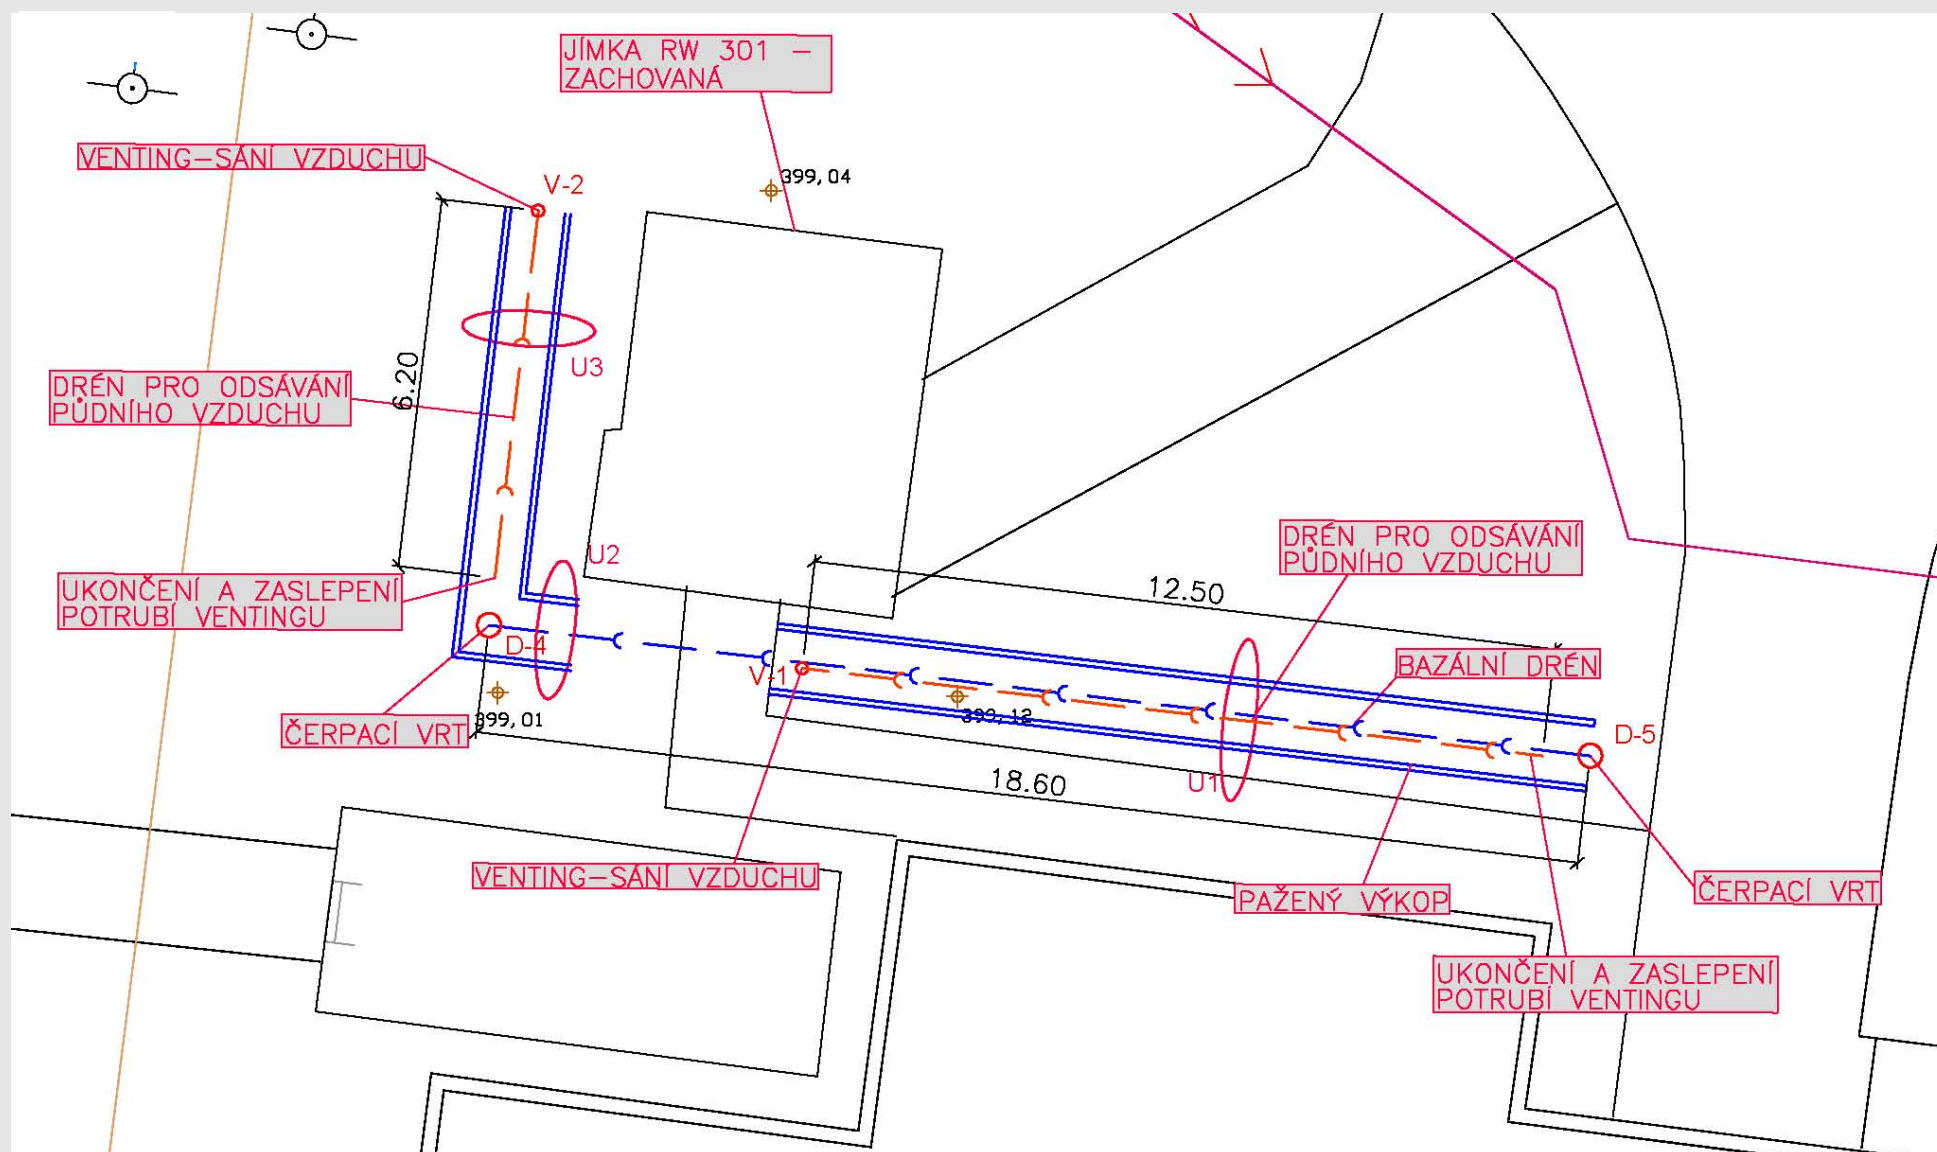 JÍMKA RW 301 –
ZACHOVANÁ
VENTING–SÁNÍ VZDUCHU
V-2
399,04
U3
6.20
DRÉN PRO ODSÁVÁNÍ
PŮDNÍHO VZDUCHU
UKONČENÍ A ZASLEPENÍ
POTRUBÍ VENTINGU
U2
DRÉN PRO ODSÁVÁNÍ
PŮDNÍHO VZDUCHU
12.50
D-4
V-1
BAZÁLNÍ DRÉN
399,01
399,12
D-5
ČERPACÍ VRT
18.60
U1
VENTING–SÁNÍ VZDUCHU
PAŽENÝ VÝKOP
ČERPACÍ VRT
UKONČENÍ A ZASLEPENÍ
POTRUBÍ VENTINGU